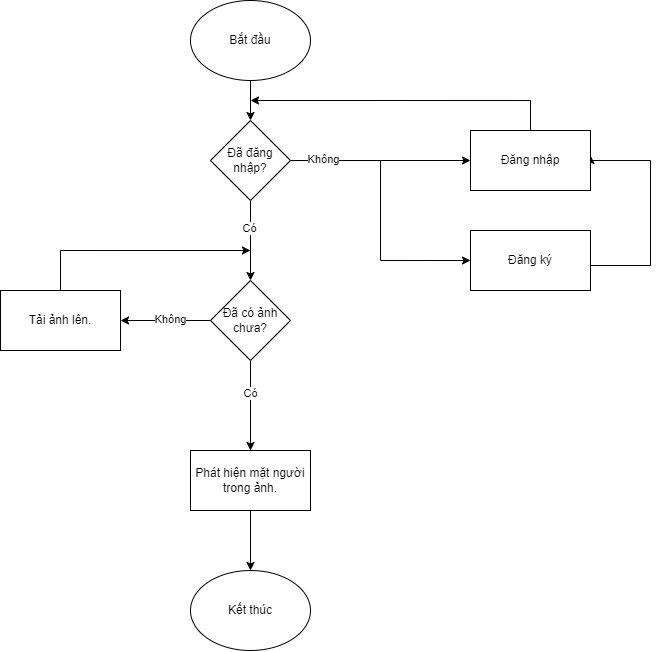 Bắt đầu
Đã đăng
nhập?
Không
Đăng nhập
Có
Đăng ký
Tải ảnh lên.
Không
Đã có ảnh
chưa?
Có
Phát hiện mặt người
trong ảnh.
Kết thúc